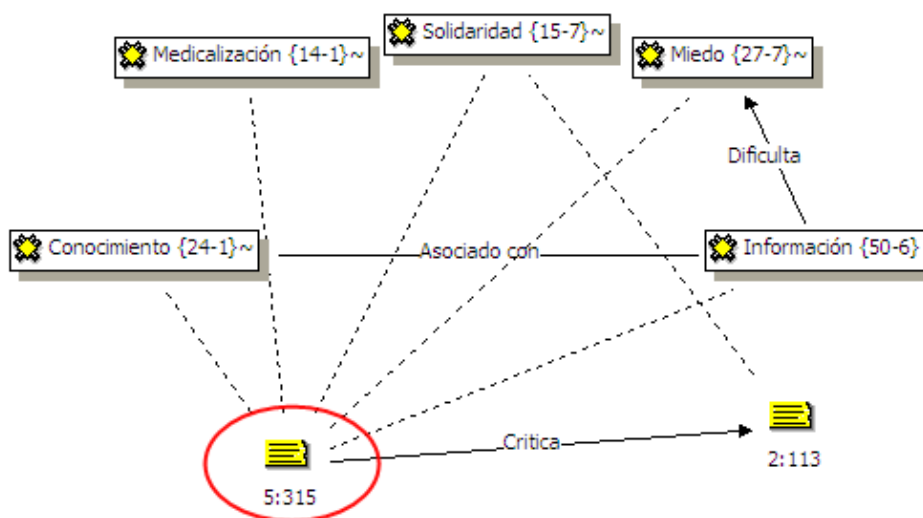 Solidaridad {15-7}~
Medicalización {14-1}~
Miedo {27-7}~
Dificulta
Conocimiento {24-1}~
Asociado con
Información {50-6}
Critica
2:113
5:315